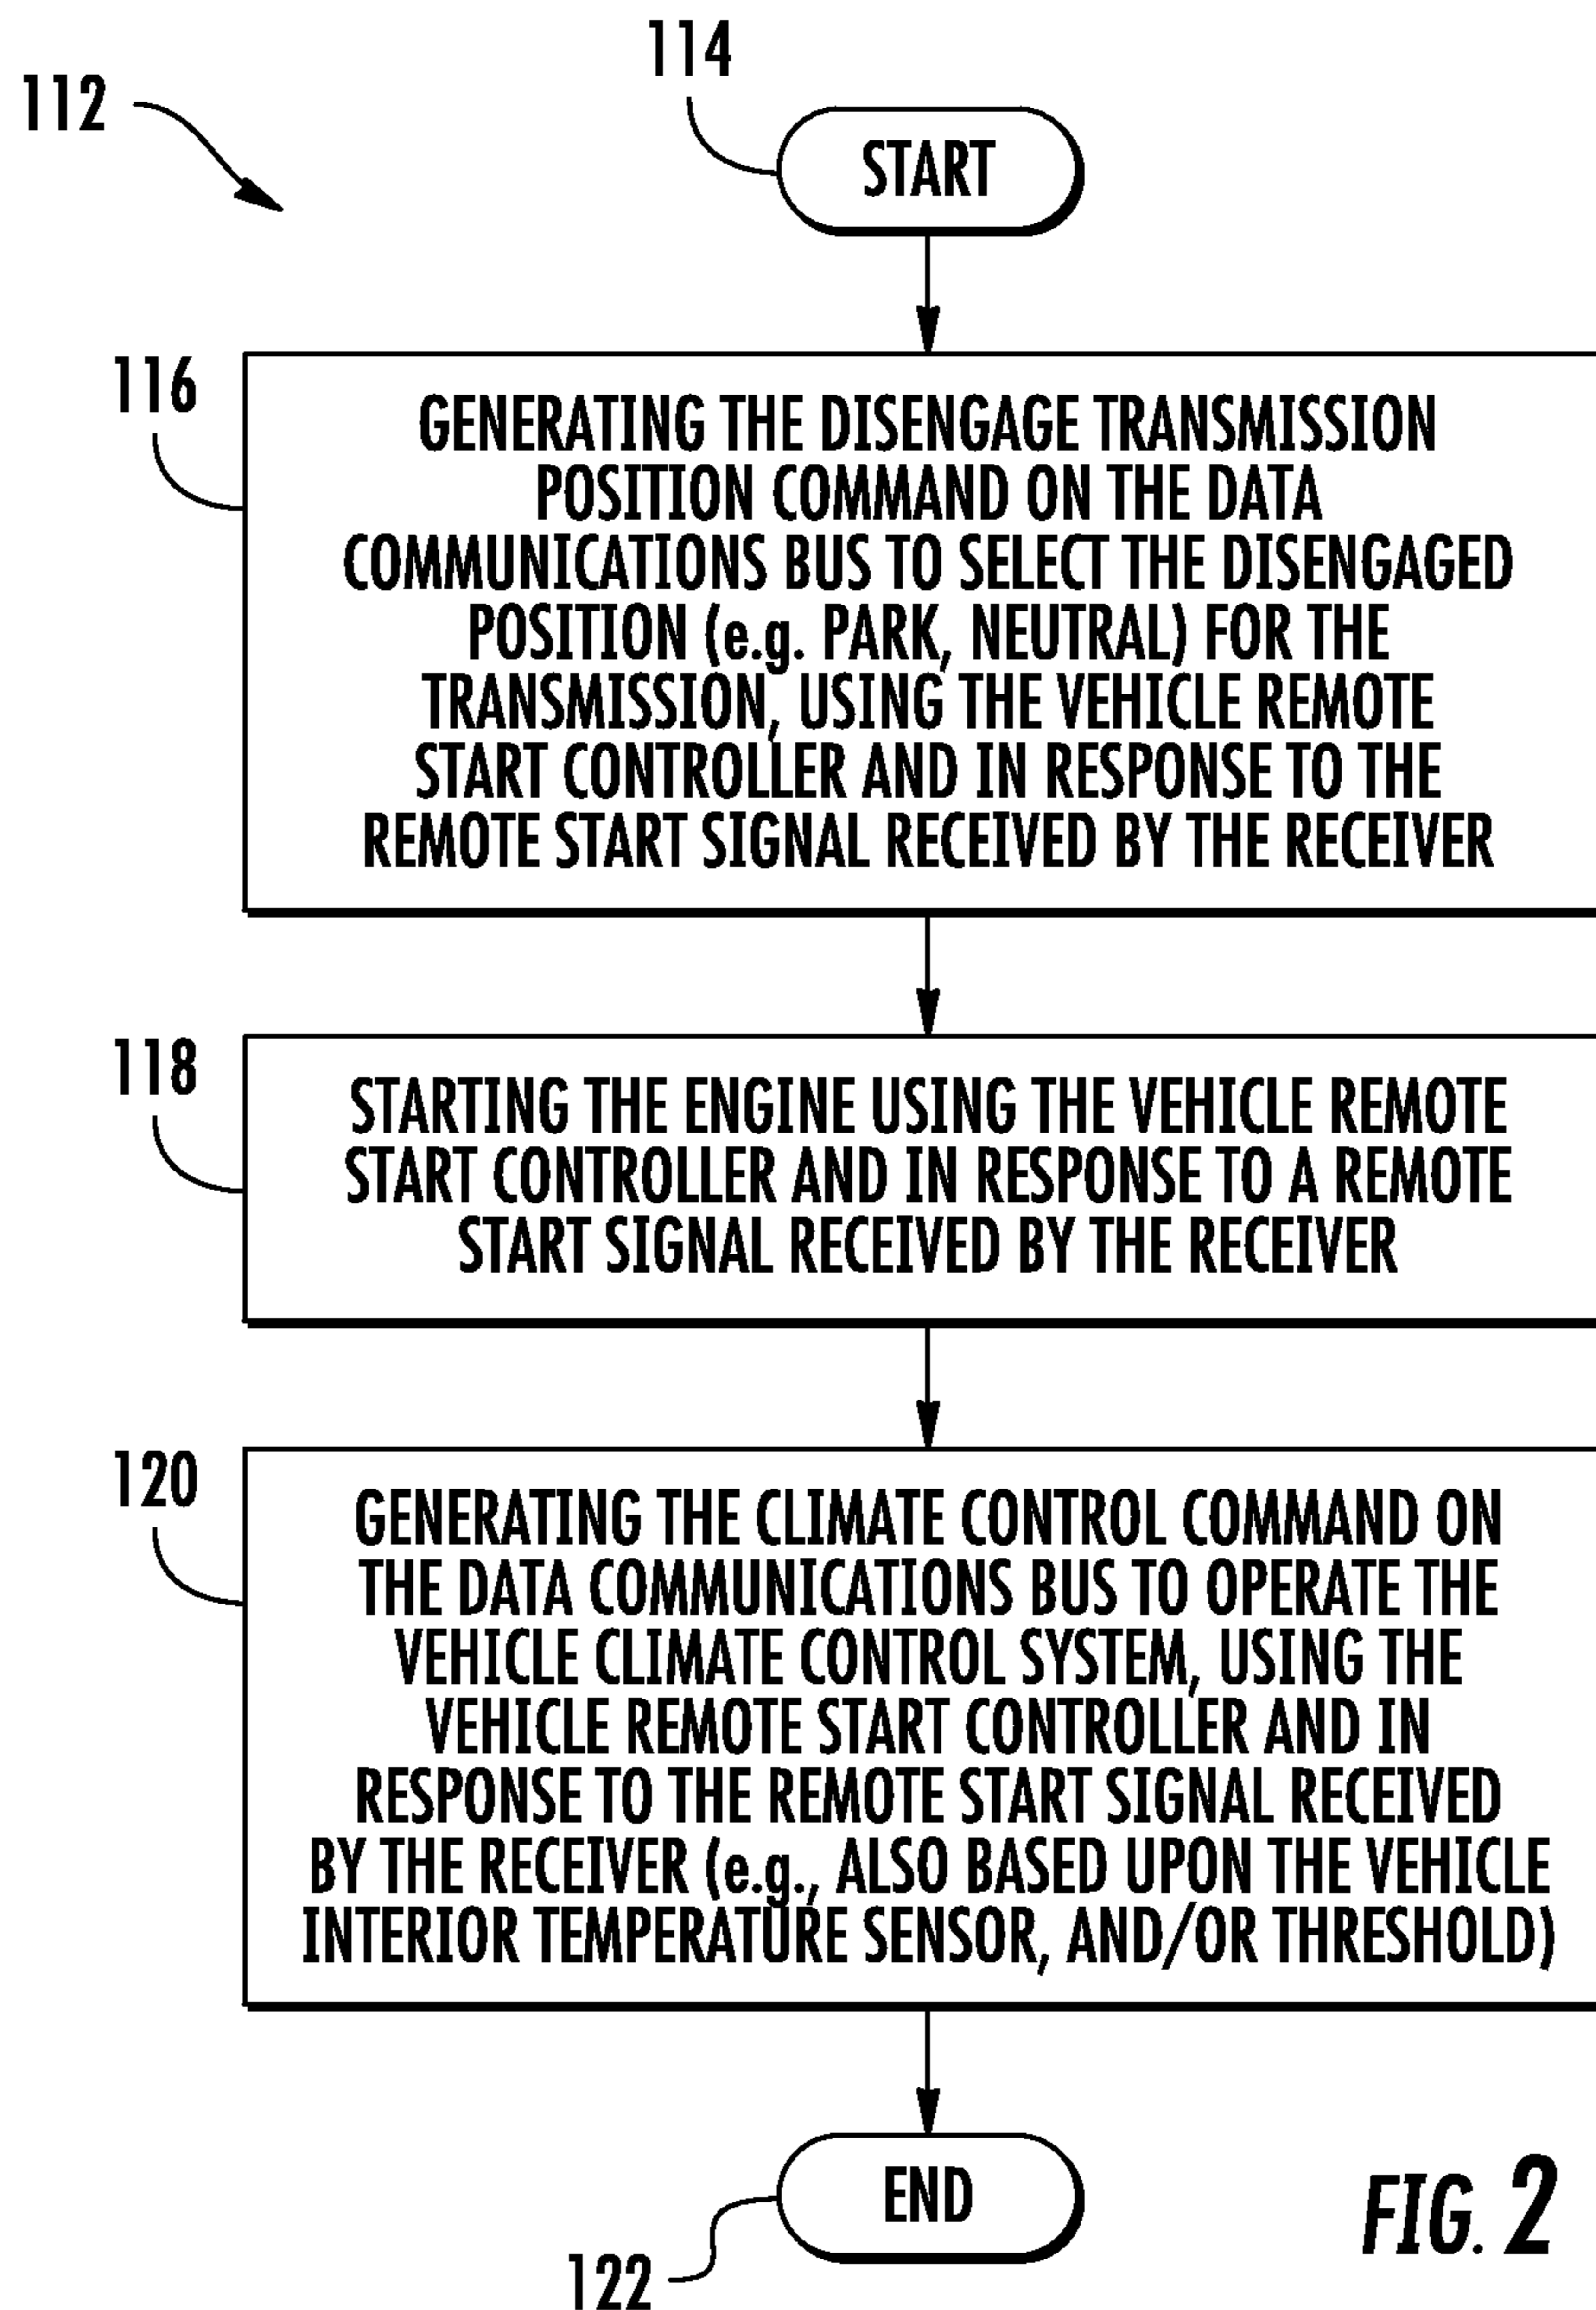 114
112
START
116
GENERATING THE DISENGAGE TRANSMISSION
POSITION COMMAND ON THE DATA
COMMUNICATIONS BUS TO SELECT THE DISENGAGED
POSITION (e.g. PARK, NEUTRAL) FOR THE
TRANSMISSION, USING THE VEHICLE REMOTE
START CONTROLLER AND IN RESPONSE TO THE
REMOTE START SIGNAL RECEIVED BY THE RECEIVER
118
STARTING THE ENGINE USING THE VEHICLE REMOTE
START CONTROLLER AND IN RESPONSE TO A REMOTE
START SIGNAL RECEIVED BY THE RECEIVER
120
GENERATING THE CLIMATE CONTROL COMMAND ON
THE DATA COMMUNICATIONS BUS TO OPERATE THE
VEHICLE CLIMATE CONTROL SYSTEM, USING THE
VEHICLE REMOTE START CONTROLLER AND IN
RESPONSE TO THE REMOTE START SIGNAL RECEIVED
BY THE RECEIVER (e.g., ALSO BASED UPON THE VEHICLE
INTERIOR TEMPERATURE SENSOR, AND/OR THRESHOLD)
END
122
FIG. 2